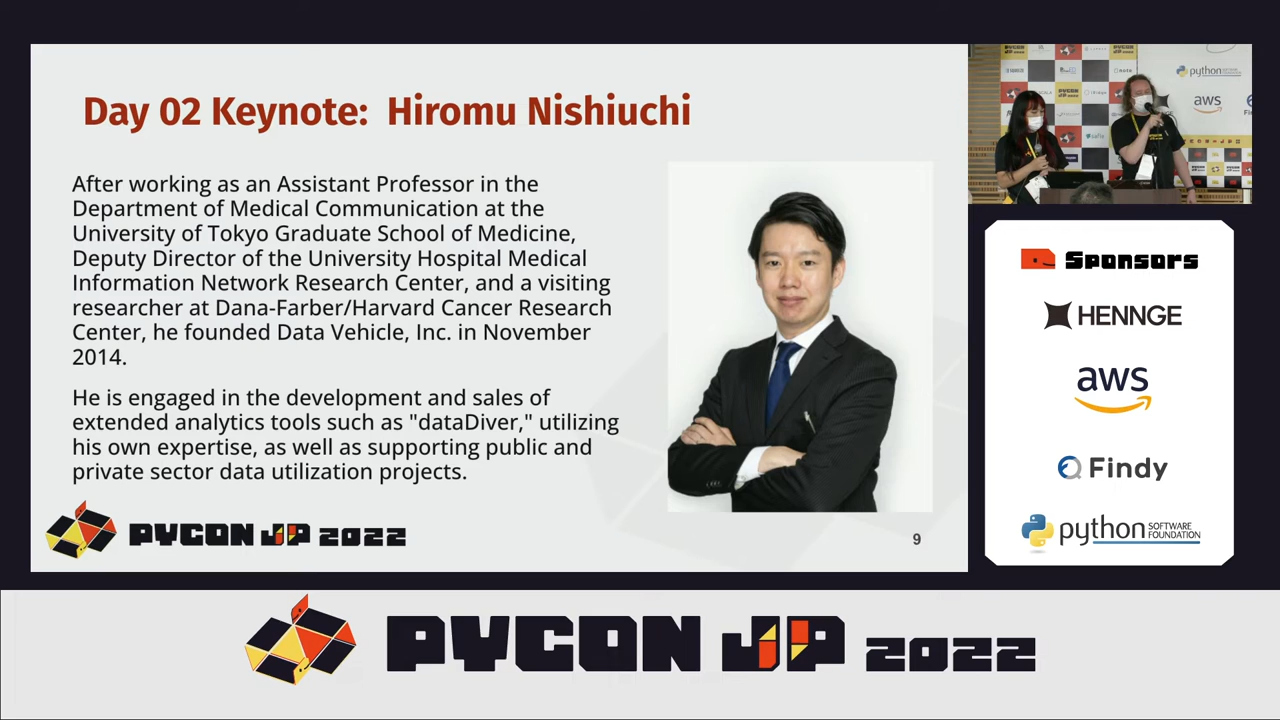 Day 02 Keynote: Hiromu Nishiuchi
After working as an Assistant Professor in the
Department of Medical Communication at the
University of Tokyo Graduate School of Medicine,
Deputy Director of the University Hospital Medical
Information Network Research Center, and a visiting
researcher at Dana-Farber/Harvard Cancer Research
Center, he founded Data Vehicle, Inc. in November
2014.
He is engaged in the development and sales of
extended analytics tools such as "dataDiver," utilizing
his own expertise, as well as supporting public and
private sector data utilization projects.
PYCON JP 2022
9
python
aws
Sponsors
HENNGE
aws
Findy
python SOFTWARE
FOUNDATION
PYCON JP 2022